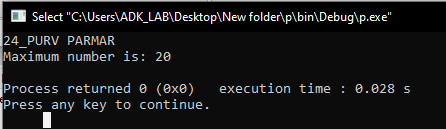 Select "C:\Users\ADK_LAB\Desktop\New folder\p\bin\Debug\p.exe"
24_PURV PARMAR
Maximum number is: 20
Process returned 0 (0x0)   execution time : 0.028 s
Press any key to continue.